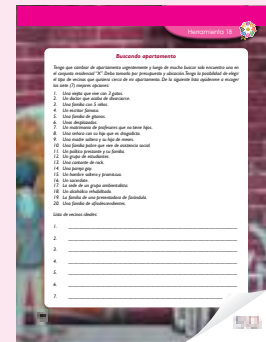 Herramienta 18
Buscando apartamento
Tengo que cambiar de apartamento urgentemente y luego de mucho buscar solo encuentro uno en
el conjunto residencial "X". Debo tomarlo por presupuesto y ubicación. Tengo la posibilidad de elegir
el tipo de vecinos que quisiera cerca de mi apartamento. De la siguiente lista ayúdenme a escoger
las siete (7) mejores opciones:
1. Una viejita que vive con 2 gatos.
2. Un doctor que acaba de divorciarse.
3. Una familia con 5 niños.
4. Un escritor famoso.
5. Una familia de gitanos.
6. Unos desplazados.
7. Un matrimonio de profesores que no tiene hijos.
8. Una señora con su hijo que es drogadicto.
9. Una madre soltera y su hija de meses.
10. Una familia pobre que vive de asistencia social.
11. Un político prestante y su familia.
12. Un grupo de estudiantes.
13. Una cantante de rock.
14. Una pareja gay.
15. Un hombre soltero y promiscuo.
16. Un sacerdote.
17. La sede de un grupo ambientalista.
18. Un alcohólico rehabilitado.
19. La familia de una presentadora de farándula.
20. Una familia de afrodescendientes.
Lista de vecinos ideales:
1.
2.
3.
4.
5.
6.
7.